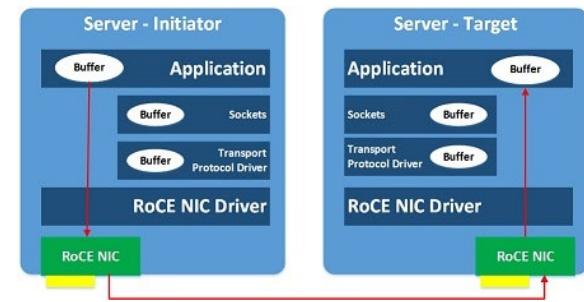 Server - Initiator
Buffer
Application
Buffer
Sockets
Buffer
Transport
Protocol Driver
RoCE NIC Driver
RoCE NIC
Server - Target
Application
Buffer
Sockets
Buffer
Transport
Protocol Driver
Buffer
RoCE NIC Driver
RoCE NIC